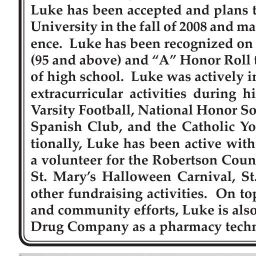 Luke has been accepted and plans t
University in the fall of 2008 and ma
ence. Luke has been recognized on
(95 and above) and “A” Honor Roll t
of high school. Luke was actively in
extracurricular activities during hi
Varsity Football, National Honor So
Spanish Club, and the Catholic Yo
tionally, Luke has been active with
a volunteer for the Robertson Coun
St. Mary’s Halloween Carnival, St.
other fundraising activities. On top
and community efforts, Luke is also
Drug Company as a pharmacy techn